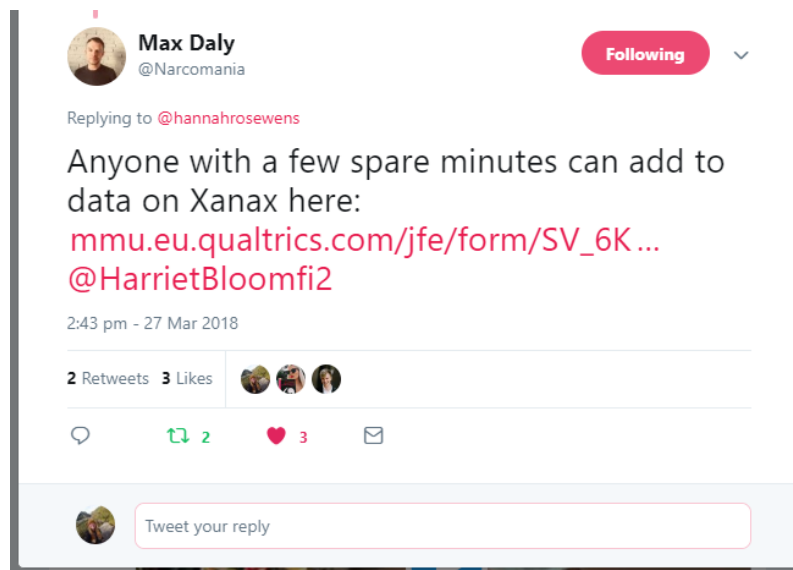 Max Daly
@Narcomania
Following
Replying to @hannahrosewens
Anyone with a few spare minutes can add to
data on Xanax here:
mmu.eu.qualtrics.com/jfe/form/SV_6K…
@HarrietBloomfi2
2:43 pm - 27 Mar 2018
2 Retweets 3 Likes
2 3
Tweet your reply